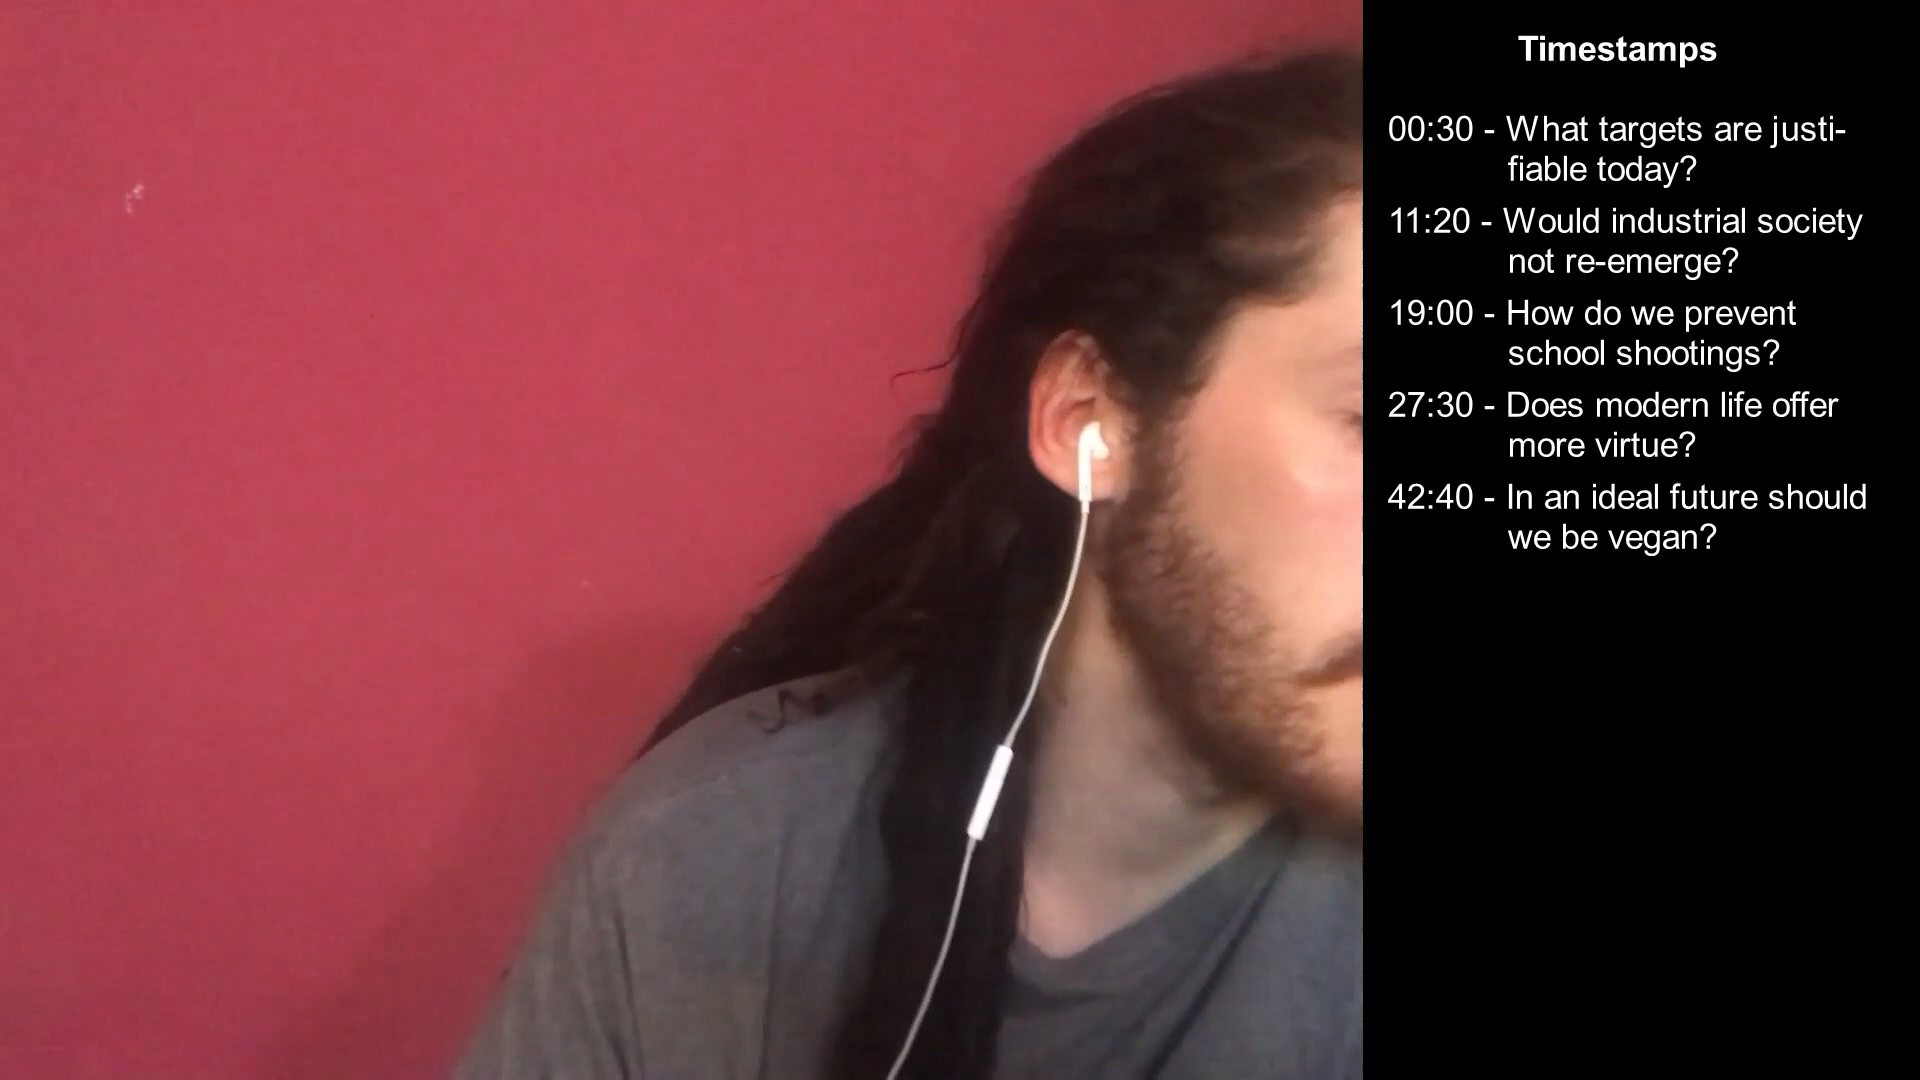 Timestamps
00:30 - What targets are justi-
fiable today?
11:20 - Would industrial society
not re-emerge?
19:00 - How do we prevent
school shootings?
27:30 - Does modern life offer
more virtue?
42:40 - In an ideal future should
we be vegan?